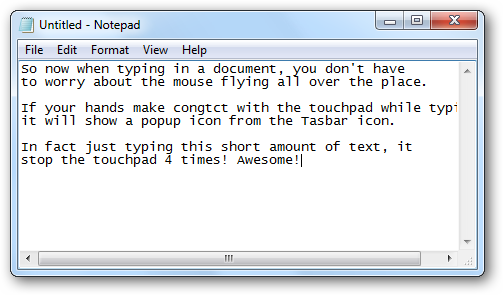 Untitled - Notepad
File Edit Format View Help
So now when typing in a document, you don't have
to worry about the mouse flying all over the place.
If your hands make congtct with the touchpad while typi
it will show a popup icon from the Tasbar icon.
In fact just typing this short amount of text, it
stop the touchpad 4 times! Awesome!